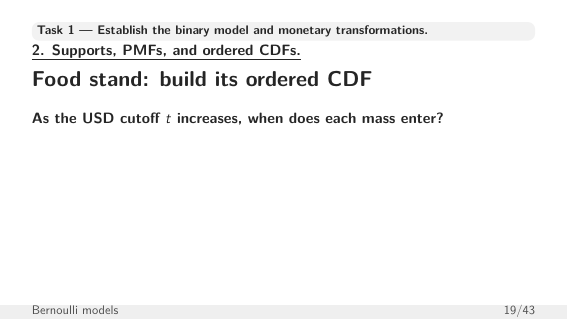 Task 1 — Establish the binary model and monetary transformations.
2. Supports, PMFs, and ordered CDFs.
Food stand: build its ordered CDF
As the USD cutoff t increases, when does each mass enter?
Bernoulli models
19/43